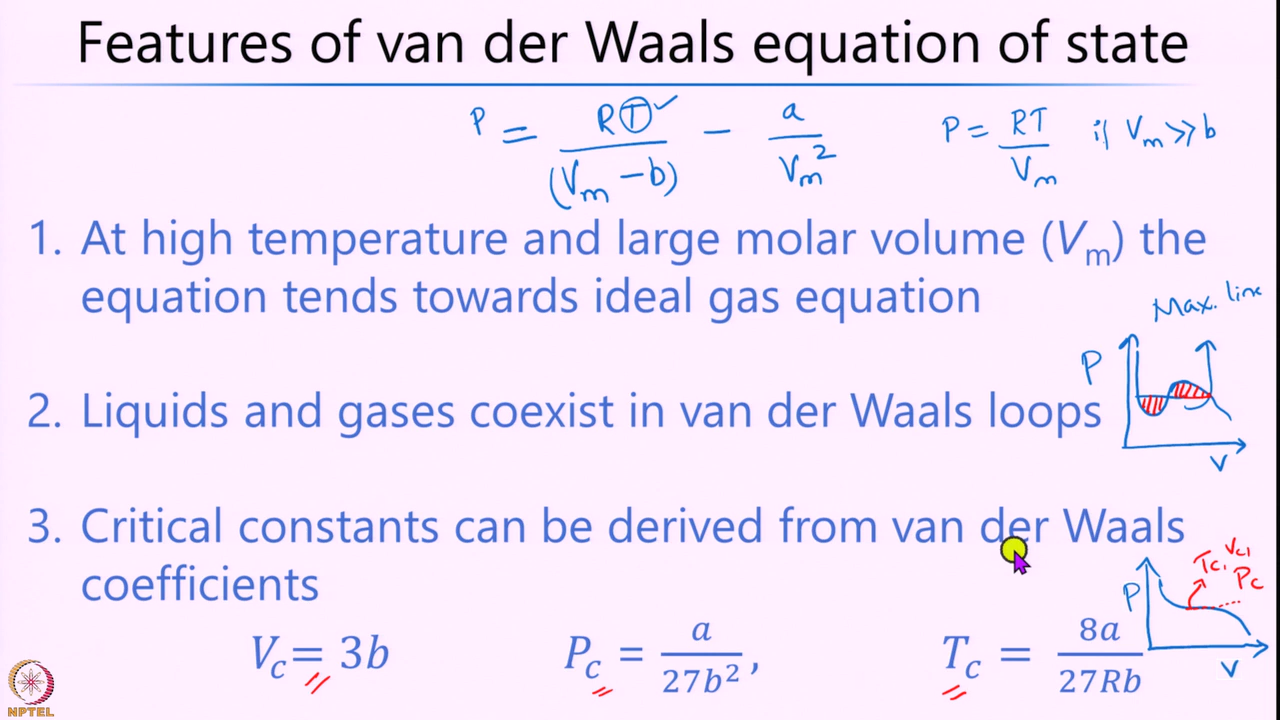 Features of van der Waals equation of state
P = RT / (Vₘ − b) − a / Vₘ²   P = RT / Vₘ if Vₘ ≫ b
1. At high temperature and large molar volume (Vₘ) the
equation tends towards ideal gas equation
Max. line
P
2. Liquids and gases coexist in van der Waals loops
V
3. Critical constants can be derived from van der Waals
coefficients
Tc, Vc,
Pc
P
V𝑐 = 3b   P𝑐 = a / 27b²,   T𝑐 = 8a / 27Rb
V
NPTEL